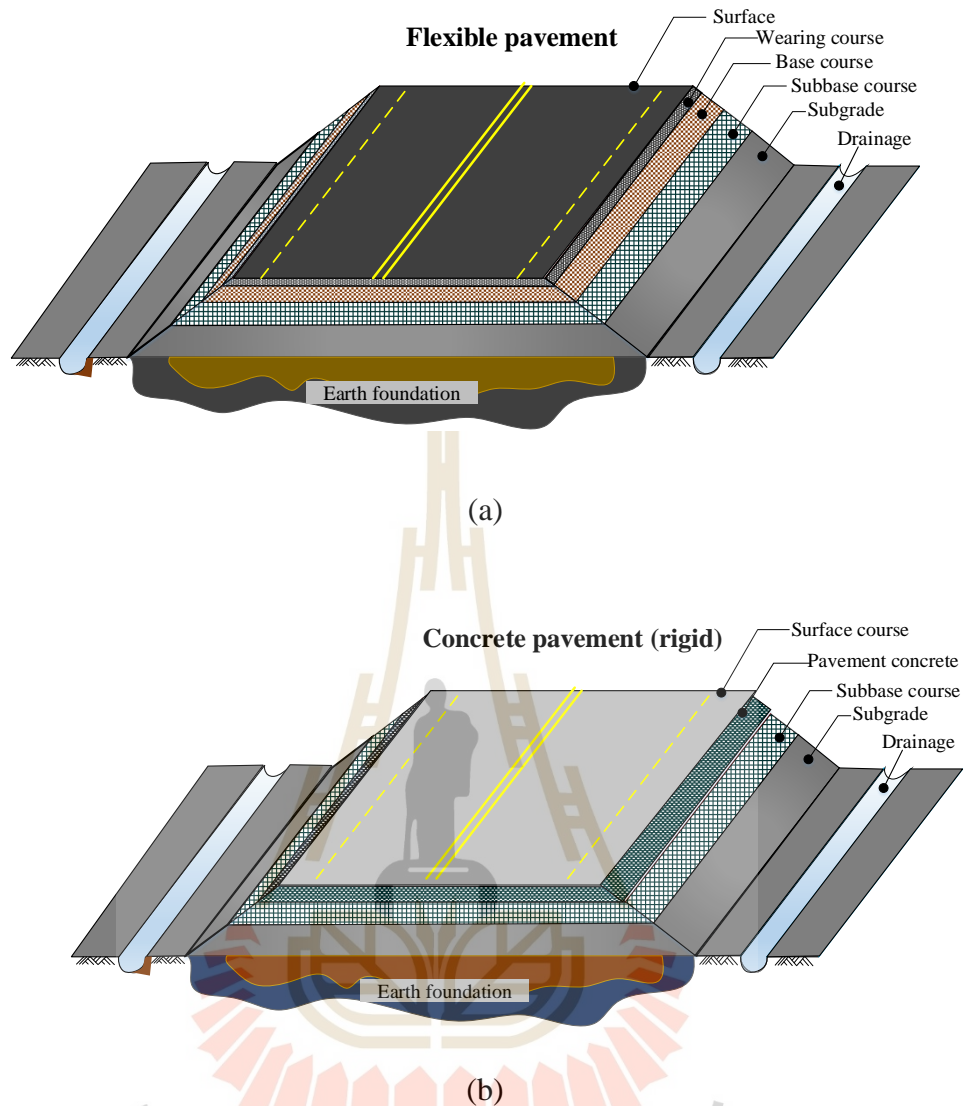 Surface
Flexible pavement
Wearing course
Base course
Subbase course
Subgrade
Drainage
Earth foundation
(a)
Surface course
Concrete pavement (rigid)
Pavement concrete
Subbase course
Subgrade
Drainage
Earth foundation
(b)